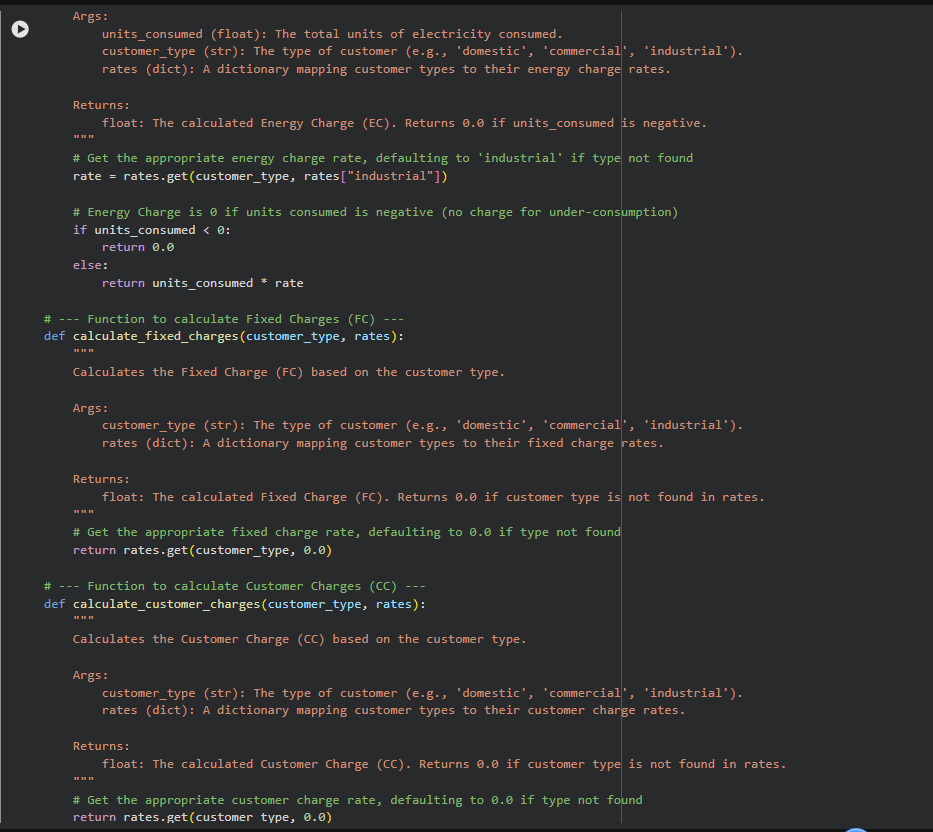 Args:
        units_consumed (float): The total units of electricity consumed.
        customer_type (str): The type of customer (e.g., 'domestic', 'commercial', 'industrial').
        rates (dict): A dictionary mapping customer types to their energy charge rates.

    Returns:
        float: The calculated Energy Charge (EC). Returns 0.0 if units_consumed is negative.
    """
    # Get the appropriate energy charge rate, defaulting to 'industrial' if type not found
    rate = rates.get(customer_type, rates["industrial"])

    # Energy Charge is 0 if units consumed is negative (no charge for under-consumption)
    if units_consumed < 0:
        return 0.0
    else:
        return units_consumed * rate

# --- Function to calculate Fixed Charges (FC) ---
def calculate_fixed_charges(customer_type, rates):
    """
    Calculates the Fixed Charge (FC) based on the customer type.

    Args:
        customer_type (str): The type of customer (e.g., 'domestic', 'commercial', 'industrial').
        rates (dict): A dictionary mapping customer types to their fixed charge rates.

    Returns:
        float: The calculated Fixed Charge (FC). Returns 0.0 if customer type is not found in rates.
    """
    # Get the appropriate fixed charge rate, defaulting to 0.0 if type not found
    return rates.get(customer_type, 0.0)

# --- Function to calculate Customer Charges (CC) ---
def calculate_customer_charges(customer_type, rates):
    """
    Calculates the Customer Charge (CC) based on the customer type.

    Args:
        customer_type (str): The type of customer (e.g., 'domestic', 'commercial', 'industrial').
        rates (dict): A dictionary mapping customer types to their customer charge rates.

    Returns:
        float: The calculated Customer Charge (CC). Returns 0.0 if customer type is not found in rates.
    """
    # Get the appropriate customer charge rate, defaulting to 0.0 if type not found
    return rates.get(customer_type, 0.0)